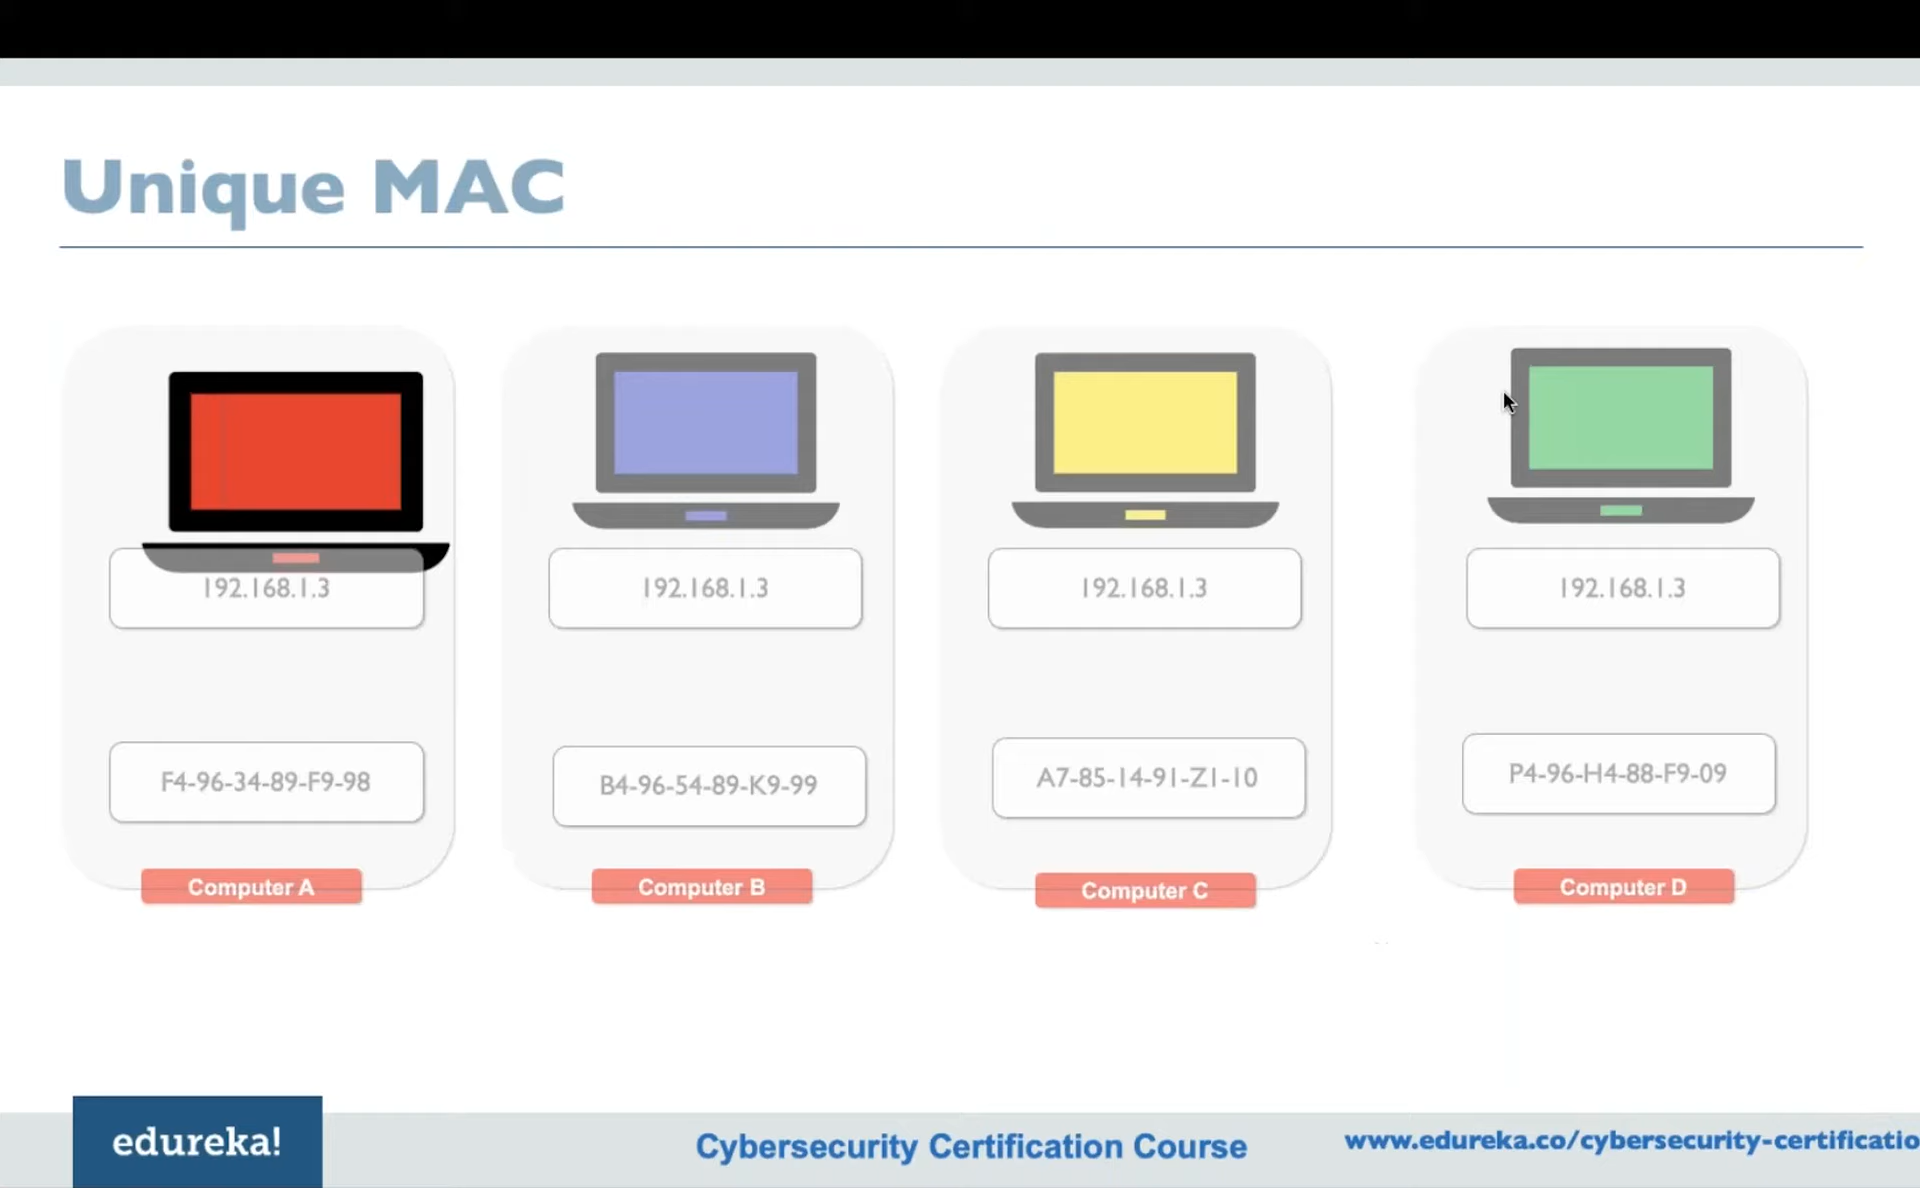 Unique MAC
192.168.1.3
192.168.1.3
192.168.1.3
192.168.1.3
F4-96-34-89-F9-98
B4-96-54-89-K9-99
A7-85-14-91-Z1-10
P4-96-H4-88-F9-09
Computer A
Computer B
Computer C
Computer D
edureka!
Cybersecurity Certification Course
www.edureka.co/cybersecurity-certificatio